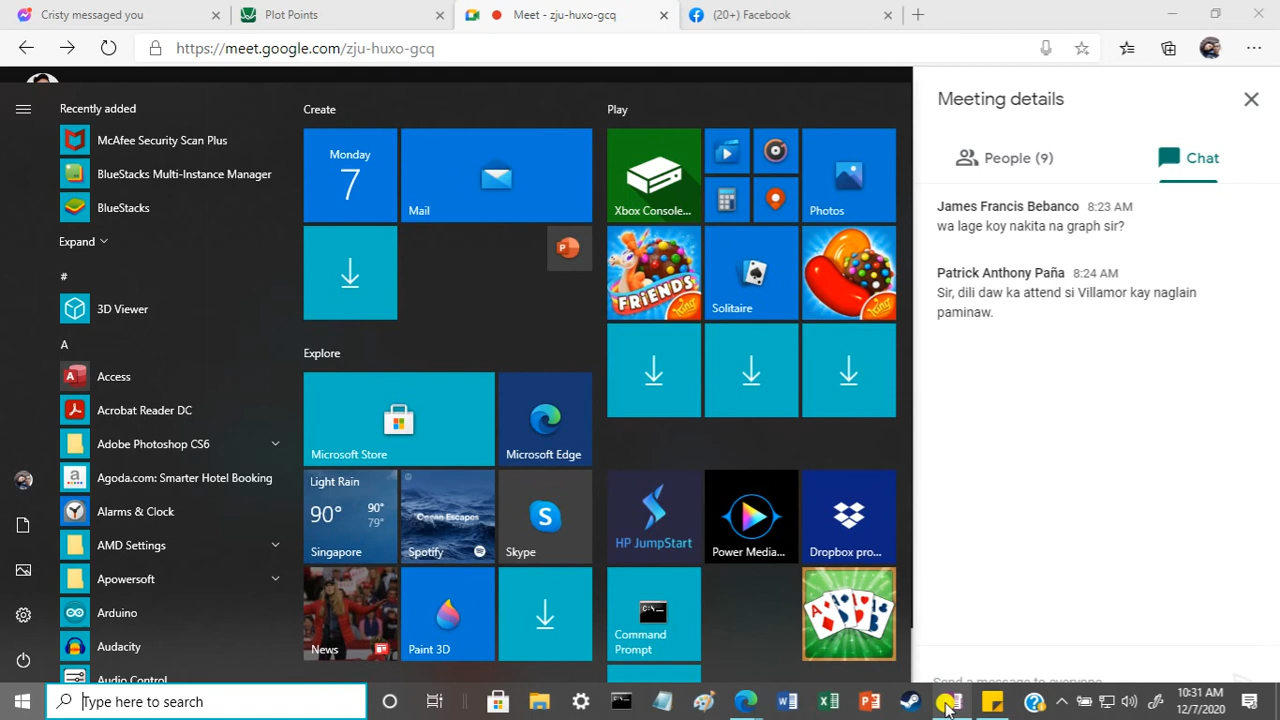 Cristy messaged you
Plot Points
Meet - zju-huxo-gcq
(20+) Facebook
https://meet.google.com/zju-huxo-gcq
Recently added
McAfee Security Scan Plus
BlueStacks Multi-Instance Manager
BlueStacks
Expand
#
3D Viewer
A
Access
Acrobat Reader DC
Adobe Photoshop CS6
Agoda.com: Smarter Hotel Booking
Alarms & Clock
AMD Settings
Apowersoft
Arduino
Audacity
Audio Control
Create
Monday
7
Mail
Explore
Microsoft Store
Microsoft Edge
Light Rain
90°
90°
79°
Singapore
Ocean Escapes
Spotify
Skype
News
Paint 3D
Play
Xbox Console...
Photos
FRIENDS
King
Solitaire
King
HP JumpStart
Power Media...
Dropbox pro...
Command
Prompt
Meeting details
People (9)
Chat
James Francis Bebanco 8:23 AM
wa lage koy nakita na graph sir?
Patrick Anthony Paña 8:24 AM
Sir, dili daw ka attend si Villamor kay naglain
paminaw.
Send a message to everyone
Type here to search
10:31 AM
12/7/2020